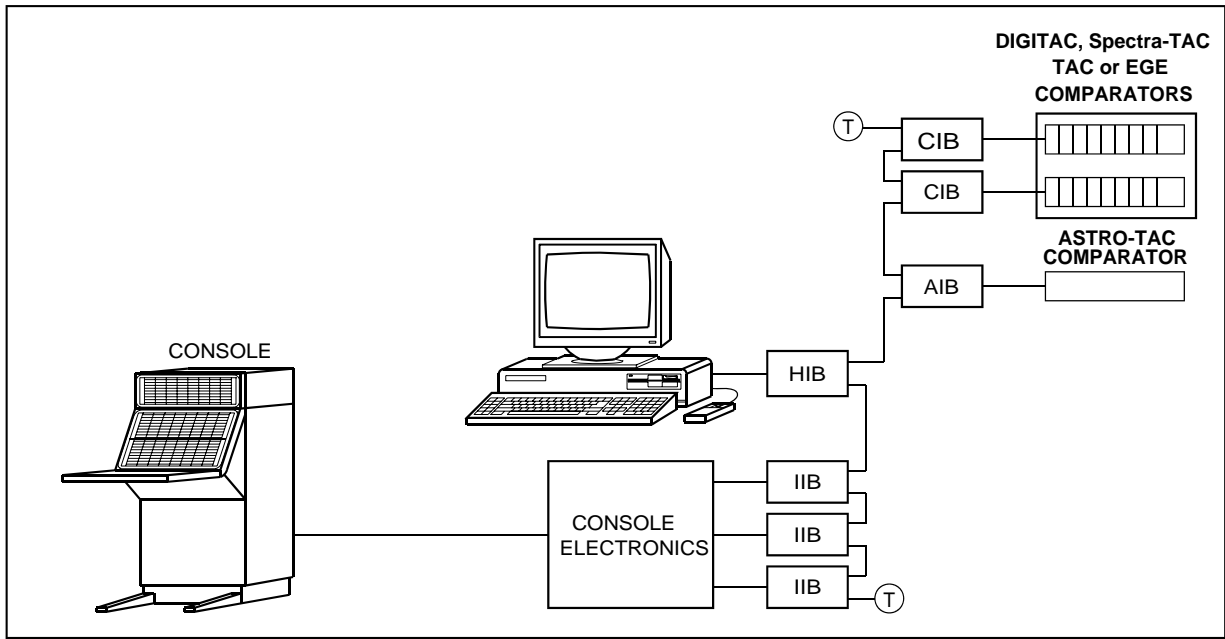 DIGITAC, Spectra-TAC
TAC or EGE
COMPARATORS
T
CIB
CIB
ASTRO-TAC
COMPARATOR
AIB
CONSOLE
HIB
IIB
CONSOLE
ELECTRONICS
IIB
IIB
T